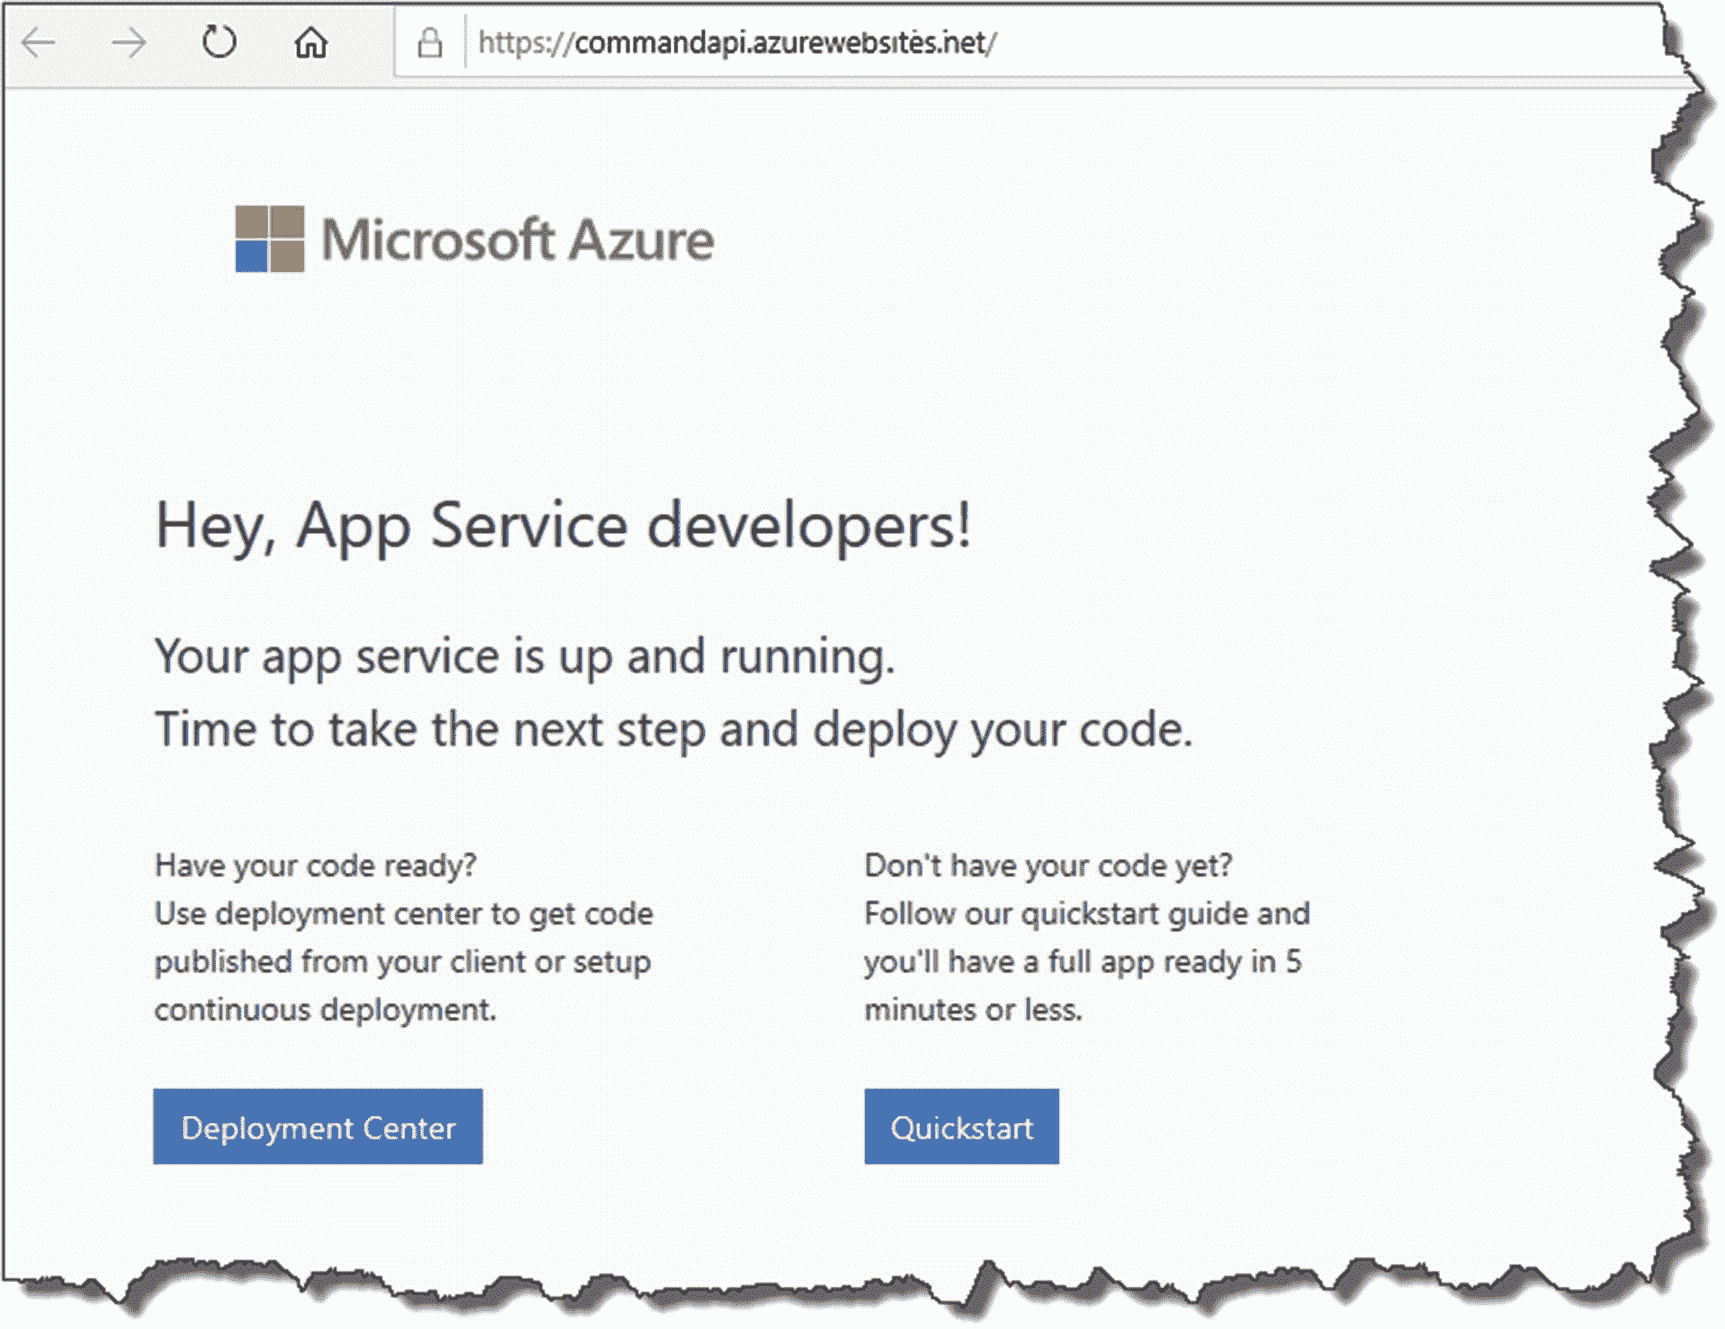 https://commandapi.azurewebsites.net/
Microsoft Azure
Hey, App Service developers!
Your app service is up and running.
Time to take the next step and deploy your code.
Have your code ready?
Use deployment center to get code
published from your client or setup
continuous deployment.
Deployment Center
Don't have your code yet?
Follow our quickstart guide and
you'll have a full app ready in 5
minutes or less.
Quickstart